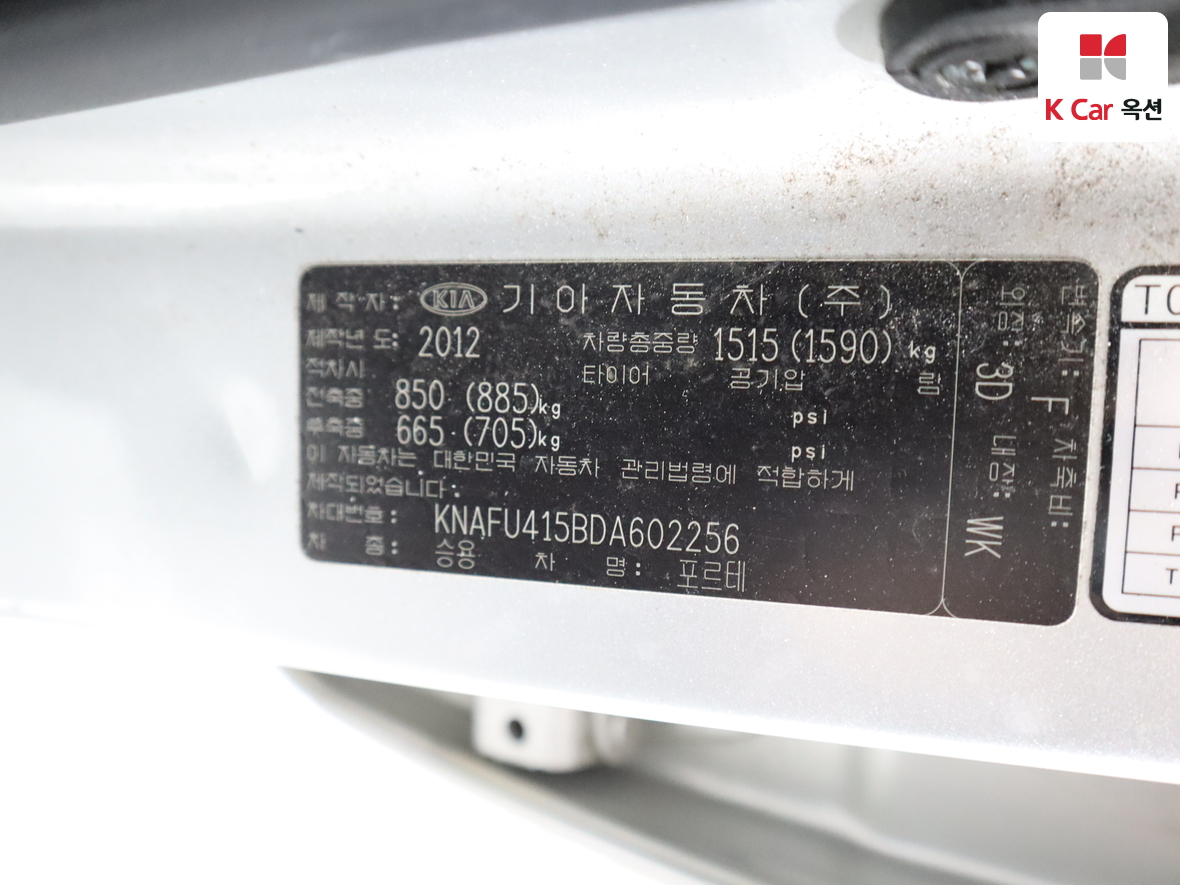 K Car 옥션
제 작 자 : KIA 기 아 자 동 차 ( 주 )
제작년 도: 2012 차량총중량 1515 (1590) kg
적차시 타이어 공기압 람
전축중 850 (885)kg psi
후축중 665 (705)kg psi
이 자동차는 대한민국 자동차 관리법령에 적합하게
제작되었습니다.
차대번호 : KNAFU415BDA602256
차 종 : 승용 차 명 : 포르테
변속기: F 치축비:
외장: 3D 내장: WK
TO